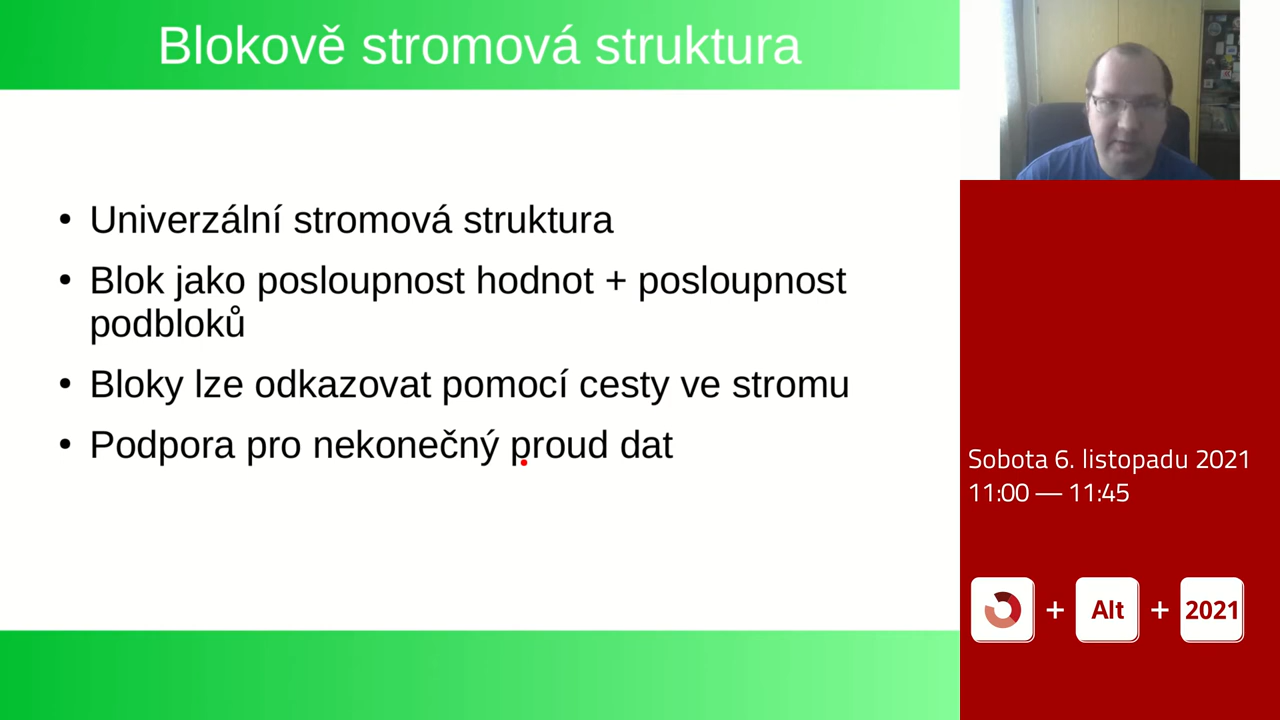 Blokově stromová struktura
• Univerzální stromová struktura
• Blok jako posloupnost hodnot + posloupnost
podbloků
• Bloky lze odkazovat pomocí cesty ve stromu
• Podpora pro nekonečný proud dat
Sobota 6. listopadu 2021
11:00 — 11:45
+ Alt + 2021